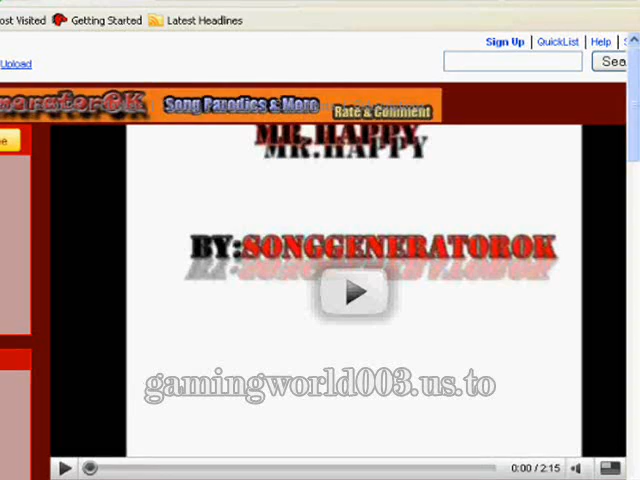 ost Visited Getting Started Latest Headlines
Sign Up QuickList Help
Upload
Sea
neratorOK Song Parodies & More Rate & Comment
MR.HAPPY
BY:SONGGENERATOROK
gamingworld003.us.to
0:00 / 2:15